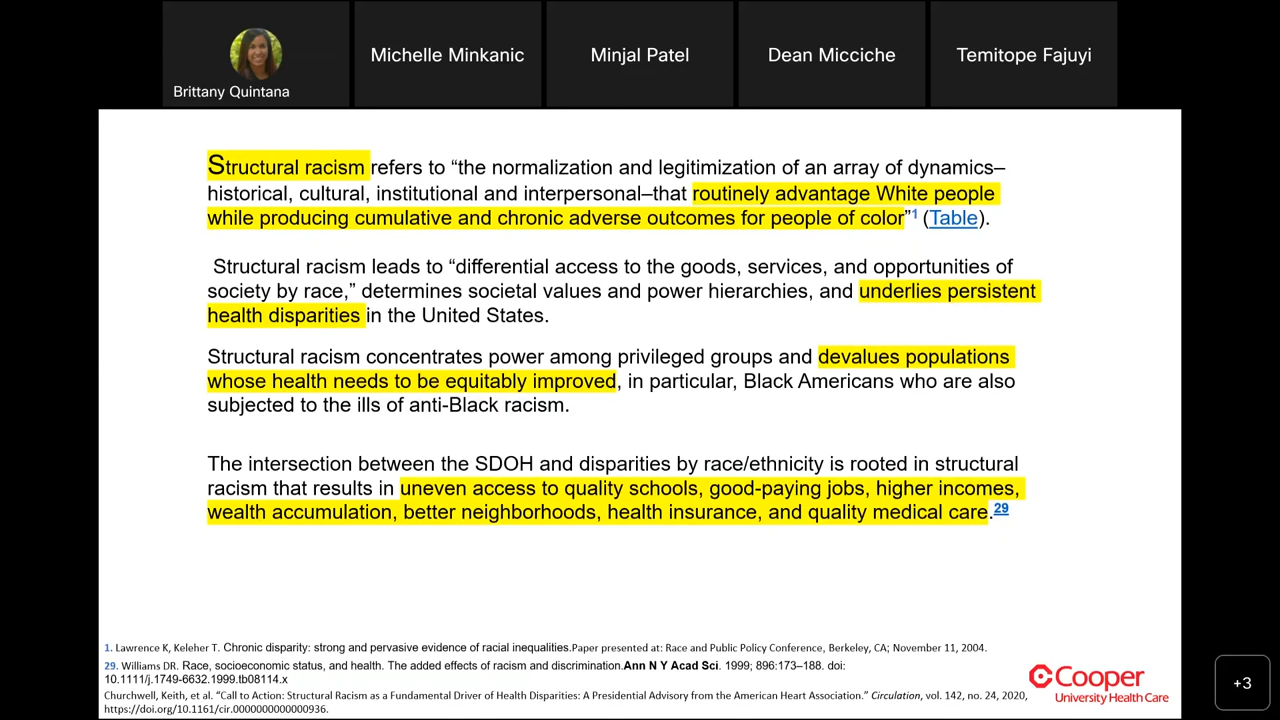 Brittany Quintana
Michelle Minkanic
Minjal Patel
Dean Micciche
Temitope Fajuyi
Structural racism refers to “the normalization and legitimization of an array of dynamics–
historical, cultural, institutional and interpersonal–that routinely advantage White people
while producing cumulative and chronic adverse outcomes for people of color”1 (Table).
Structural racism leads to “differential access to the goods, services, and opportunities of
society by race,” determines societal values and power hierarchies, and underlies persistent
health disparities in the United States.
Structural racism concentrates power among privileged groups and devalues populations
whose health needs to be equitably improved, in particular, Black Americans who are also
subjected to the ills of anti-Black racism.
The intersection between the SDOH and disparities by race/ethnicity is rooted in structural
racism that results in uneven access to quality schools, good-paying jobs, higher incomes,
wealth accumulation, better neighborhoods, health insurance, and quality medical care.29
1. Lawrence K, Keleher T. Chronic disparity: strong and pervasive evidence of racial inequalities.Paper presented at: Race and Public Policy Conference, Berkeley, CA; November 11, 2004.
29. Williams DR. Race, socioeconomic status, and health. The added effects of racism and discrimination.Ann N Y Acad Sci. 1999; 896:173–188. doi:
10.1111/j.1749-6632.1999.tb08114.x
Churchwell, Keith, et al. “Call to Action: Structural Racism as a Fundamental Driver of Health Disparities: A Presidential Advisory from the American Heart Association.” Circulation, vol. 142, no. 24, 2020,
https://doi.org/10.1161/cir.0000000000000936.
Cooper
University Health Care
+3